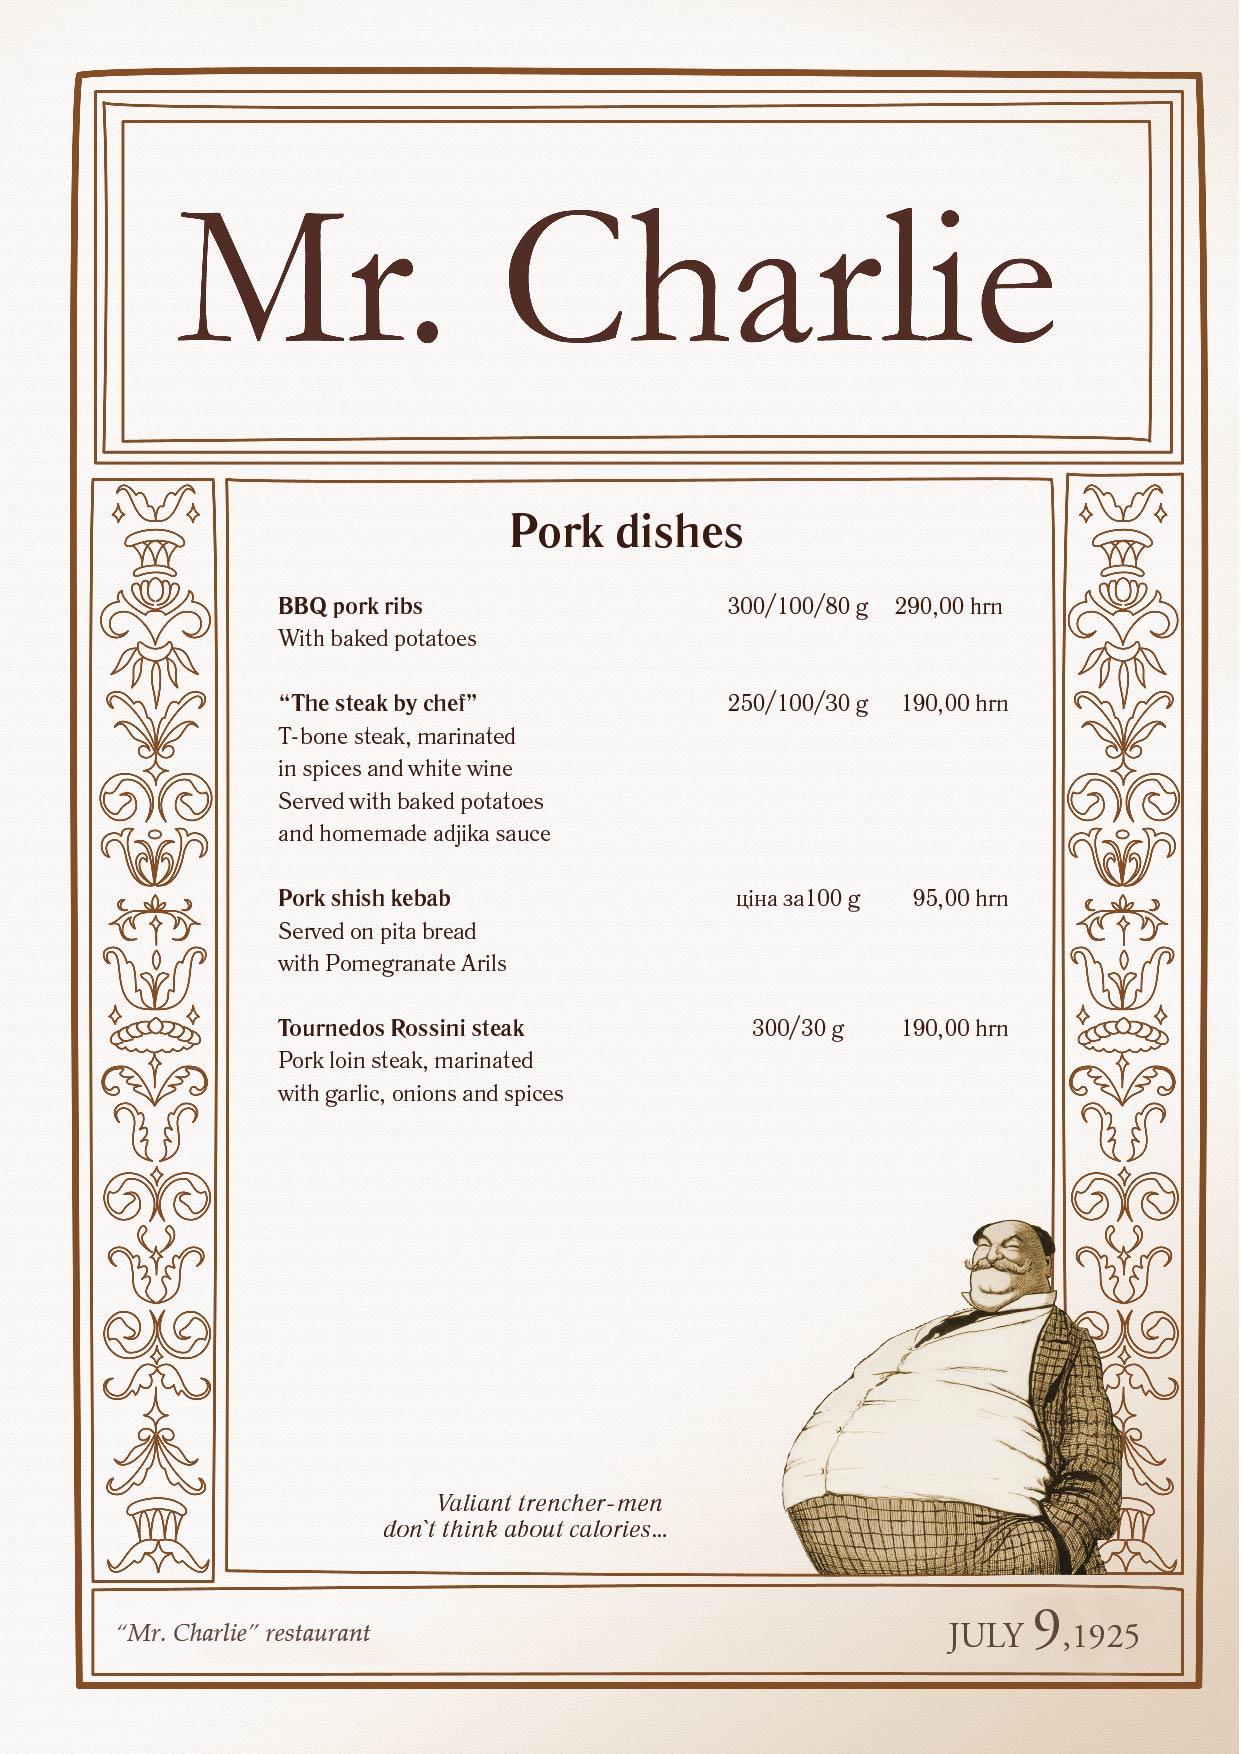 Mr. Charlie
Pork dishes
BBQ pork ribs 300/100/80 g 290,00 hrn
With baked potatoes
“The steak by chef” 250/100/30 g 190,00 hrn
T-bone steak, marinated
in spices and white wine
Served with baked potatoes
and homemade adjika sauce
Pork shish kebab ціна за100 g 95,00 hrn
Served on pita bread
with Pomegranate Arils
Tournedos Rossini steak 300/30 g 190,00 hrn
Pork loin steak, marinated
with garlic, onions and spices
Valiant trencher-men
don`t think about calories...
“Mr. Charlie” restaurant
JULY 9,1925